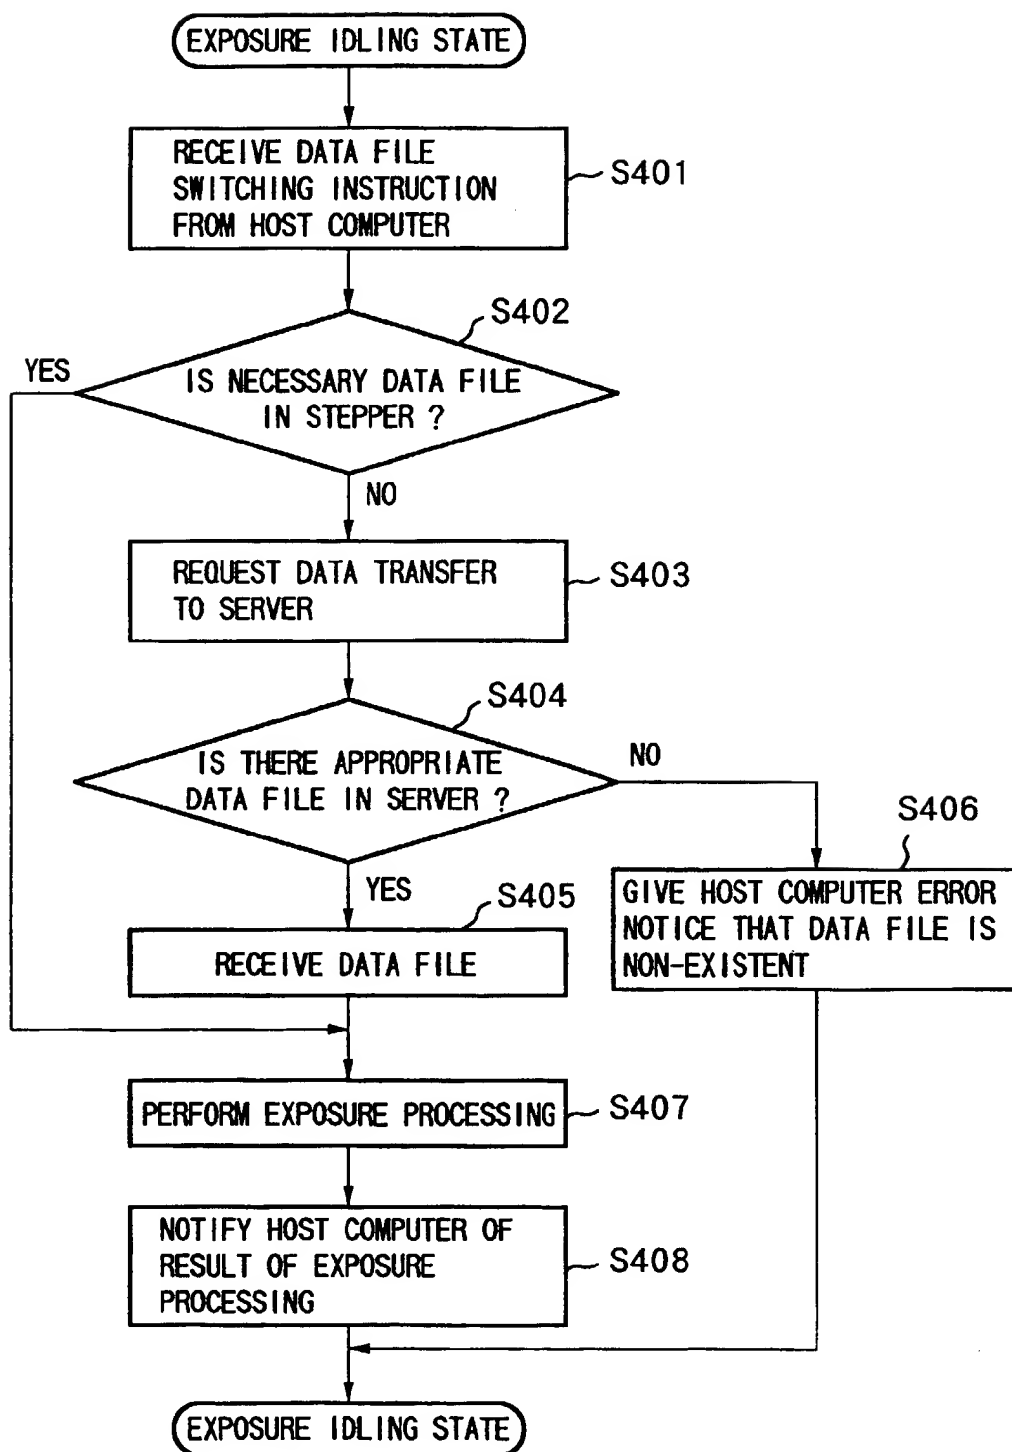 EXPOSURE IDLING STATE
RECEIVE DATA FILE
SWITCHING INSTRUCTION
FROM HOST COMPUTER
S401
S402
YES
IS NECESSARY DATA FILE
IN STEPPER ?
NO
REQUEST DATA TRANSFER
TO SERVER
S403
S404
IS THERE APPROPRIATE
DATA FILE IN SERVER ?
NO
S406
YES
S405
GIVE HOST COMPUTER ERROR
NOTICE THAT DATA FILE IS
NON-EXISTENT
RECEIVE DATA FILE
PERFORM EXPOSURE PROCESSING
S407
NOTIFY HOST COMPUTER OF
RESULT OF EXPOSURE
PROCESSING
S408
EXPOSURE IDLING STATE